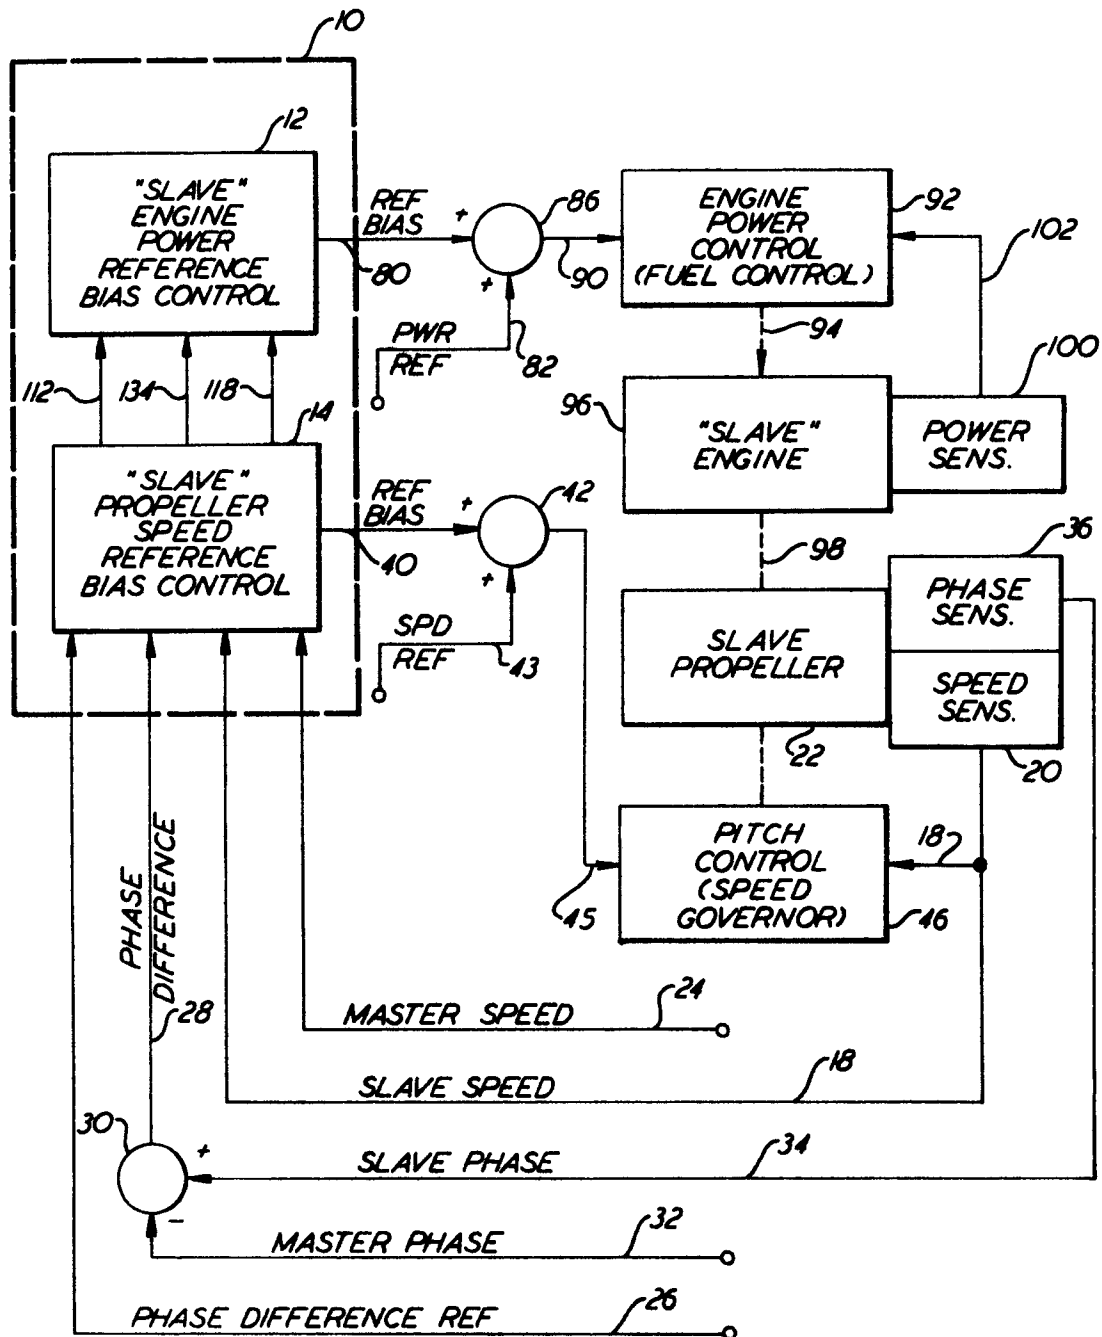 10
12
"SLAVE"
ENGINE
POWER
REFERENCE
BIAS CONTROL
REF
BIAS
+
86
80
+
90
PWR
REF
82
ENGINE
POWER
CONTROL
(FUEL CONTROL)
92
102
94
100
112
134
118
14
96
"SLAVE"
ENGINE
POWER
SENS.
"SLAVE"
PROPELLER
SPEED
REFERENCE
BIAS CONTROL
REF
BIAS
+
42
40
+
SPD
REF
43
98
36
PHASE
SENS.
SLAVE
PROPELLER
SPEED
SENS.
22
20
PITCH
CONTROL
(SPEED
GOVERNOR)
18
45
46
PHASE
DIFFERENCE
28
MASTER SPEED
24
SLAVE SPEED
18
30
+
SLAVE PHASE
34
-
MASTER PHASE
32
PHASE DIFFERENCE REF
26